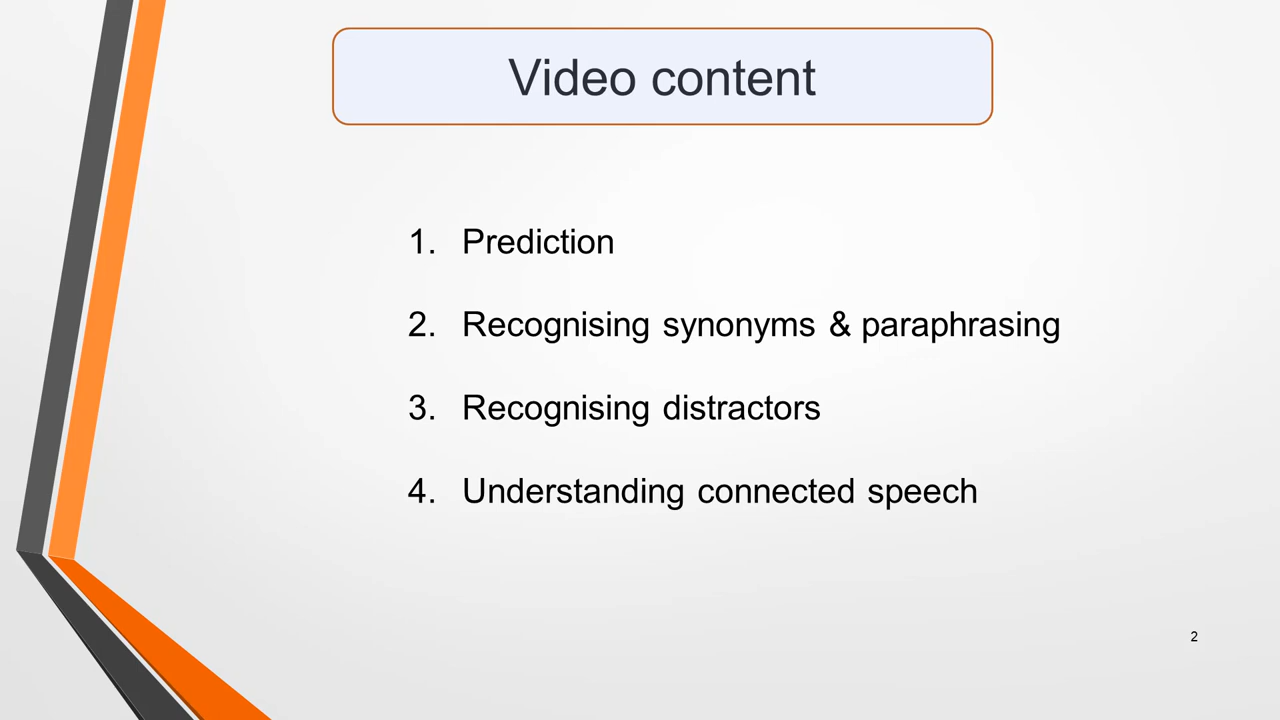 Video content
1. Prediction
2. Recognising synonyms & paraphrasing
3. Recognising distractors
4. Understanding connected speech
2